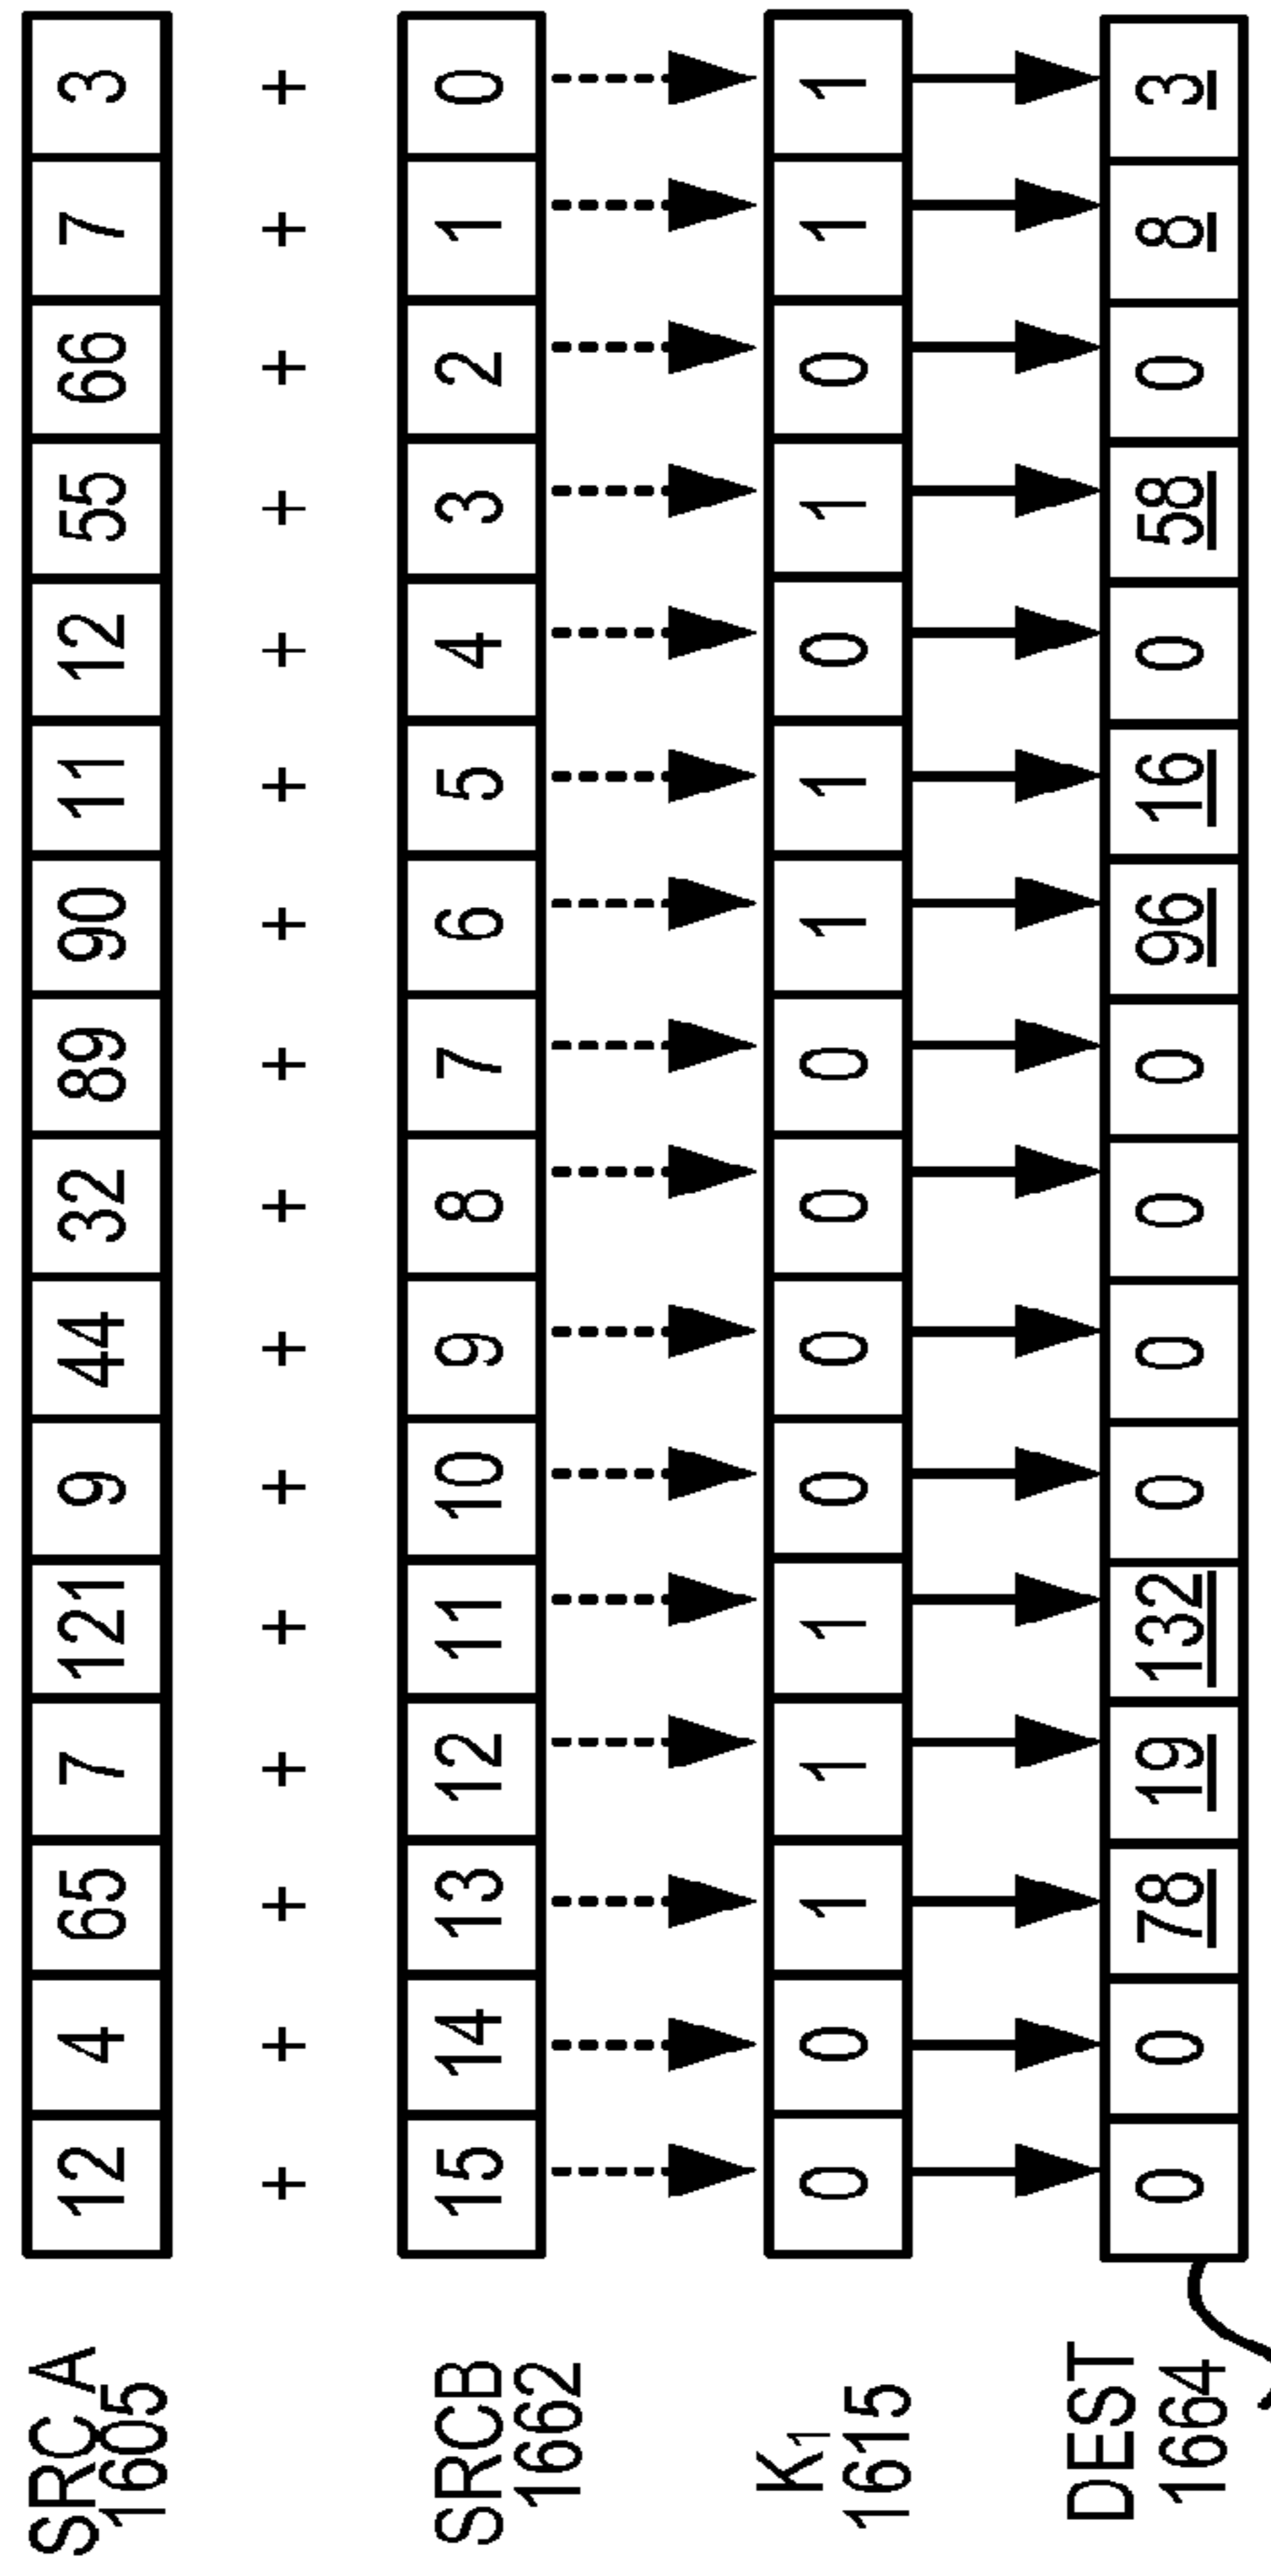 SRC A 12 4 65 7 121 9 44 32 89 90 11 12 55 66 7 3
1605
+ + + + + + + + + + + + + + + +
SRCB 15 14 13 12 11 10 9 8 7 6 5 4 3 2 1 0
1662
K₁ 0 0 1 1 1 0 0 0 0 1 1 0 1 0 1 1
1615
DEST 0 0 78 19 132 0 0 0 0 96 16 0 58 0 8 3
1664